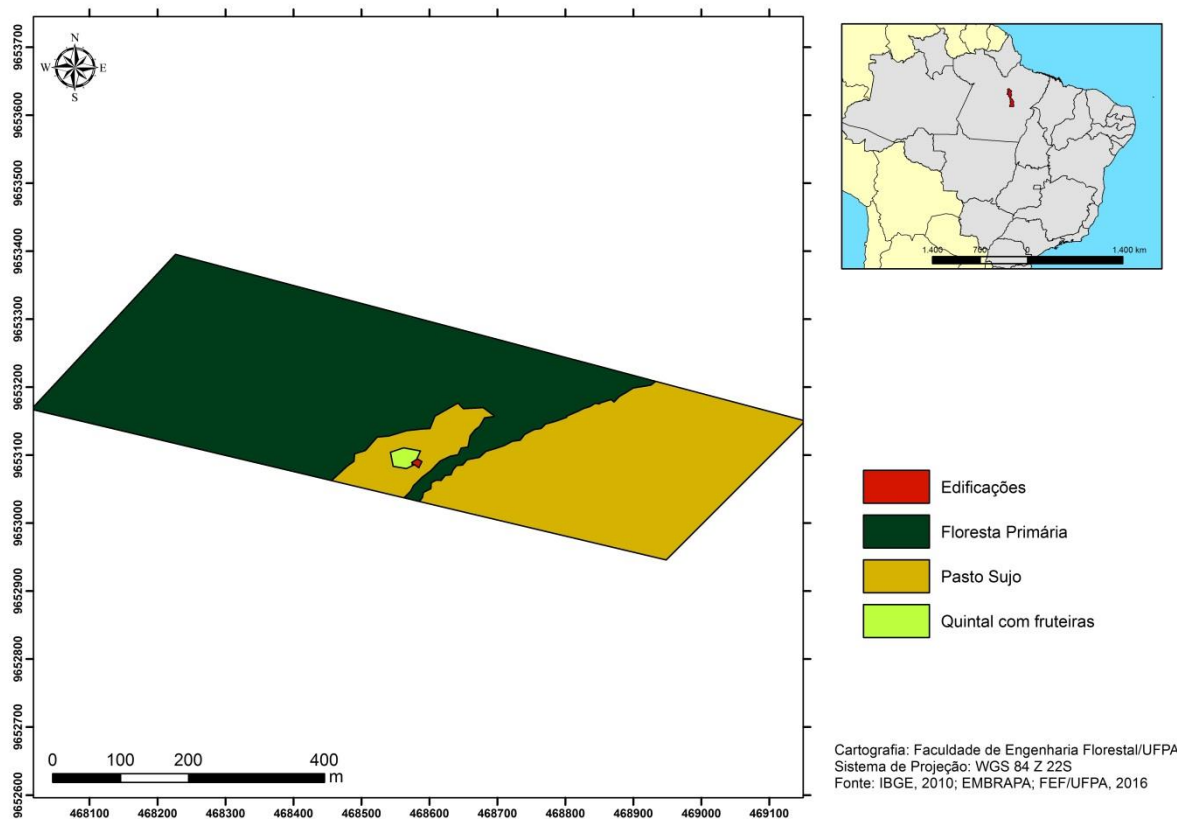 N
W E
S
9653700
9653600
9653500
9653400
9653300
9653200
9653100
9653000
9652900
9652800
9652700
9652600
0 100 200 400
m
468100 468200 468300 468400 468500 468600 468700 468800 468900 469000 469100
1.400 700 0 1.400 km
Edificações
Floresta Primária
Pasto Sujo
Quintal com fruteiras
Cartografia: Faculdade de Engenharia Florestal/UFPA
Sistema de Projeção: WGS 84 Z 22S
Fonte: IBGE, 2010; EMBRAPA; FEF/UFPA, 2016